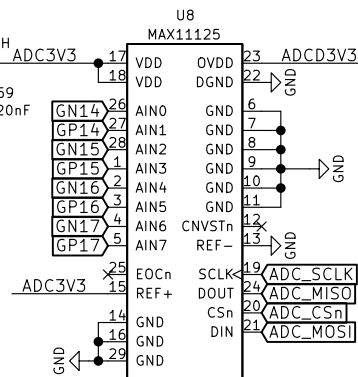 U8
MAX11125
H
ADC3V3 17 VDD OVDD 23 ADCD3V3
18 VDD DGND 22 GND
59
20nF
GN14 26 AIN0 GND 6
GP14 27 AIN1 GND 7
GN15 28 AIN2 GND 8
GP15 1 AIN3 GND 9 GND
GN16 2 AIN4 GND 10
GP16 3 AIN5 GND 11
GN17 4 AIN6 CNVSTn 12
GP17 5 AIN7 REF- 13 GND
25 EOCn SCLK 19 ADC_SCLK
ADC3V3 15 REF+ DOUT 24 ADC_MISO
14 GND CSn 20 ADC_CSn
16 GND DIN 21 ADC_MOSI
GND 29 GND